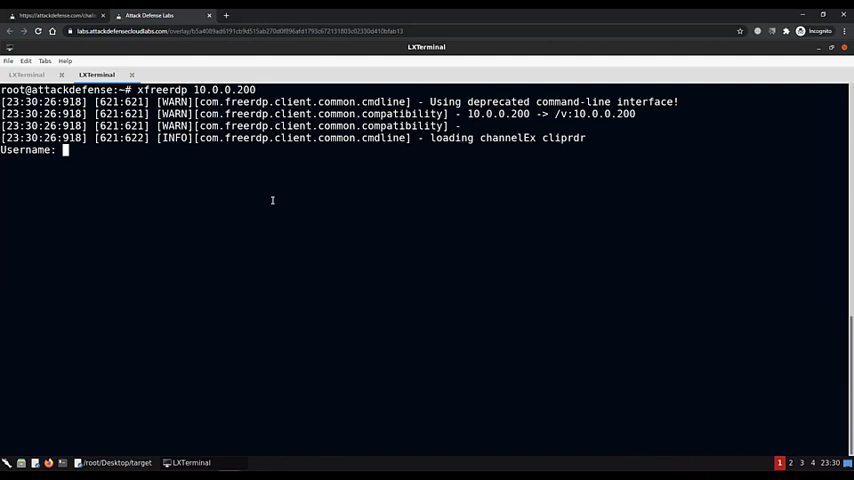 https://attackdefense.com/chall
Attack Defense Labs
labs.attackdefensecloudlabs.com
Incognito
LXTerminal
File Edit Tabs Help
LXTerminal
LXTerminal
root@attackdefense:~# xfreerdp 10.0.0.200
[23:30:26:918] [621:621] [WARN][com.freerdp.client.common.cmdline] - Using deprecated command-line interface!
[23:30:26:918] [621:621] [WARN][com.freerdp.client.common.compatibility] - 10.0.0.200 -> /v:10.0.0.200
[23:30:26:918] [621:621] [WARN][com.freerdp.client.common.compatibility] -
[23:30:26:918] [621:622] [INFO][com.freerdp.client.common.cmdline] - loading channelEx cliprdr
Username:
/root/Desktop/target LXTerminal 1 2 3 4 23:30